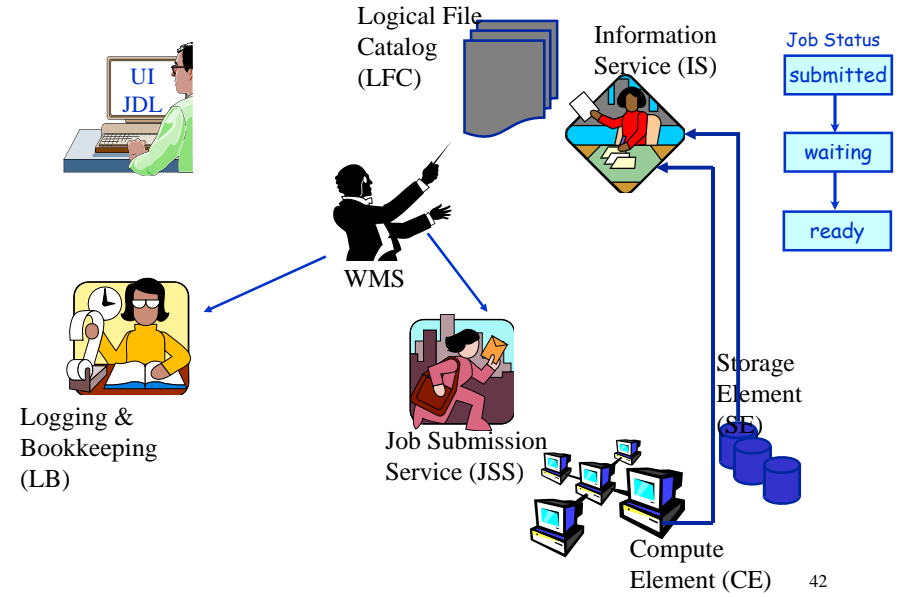 Logical File
Catalog
(LFC)
Information
Service (IS)
Job Status
submitted
waiting
ready
UI
JDL
WMS
Logging &
Bookkeeping
(LB)
Job Submission
Service (JSS)
Storage
Element
(SE)
Compute
Element (CE)
42